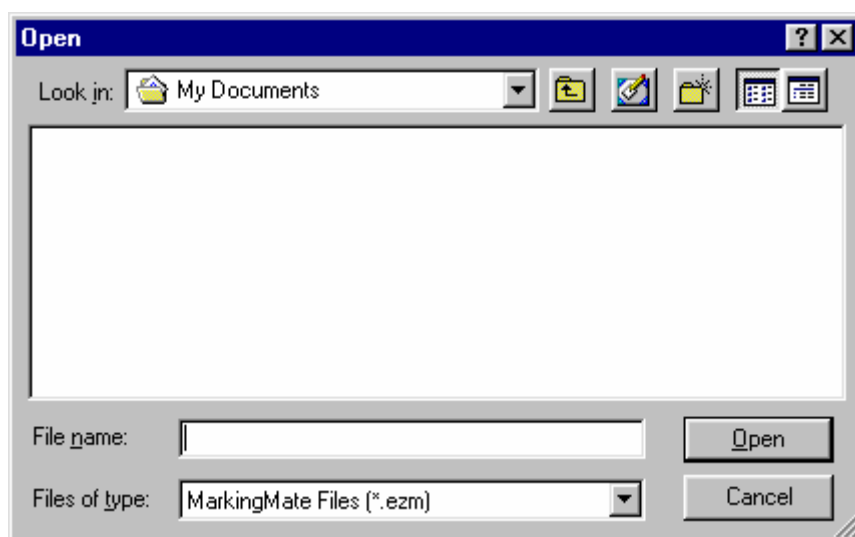 Open
Look in: My Documents
File name: Open
Files of type: MarkingMate Files (*.ezm) Cancel